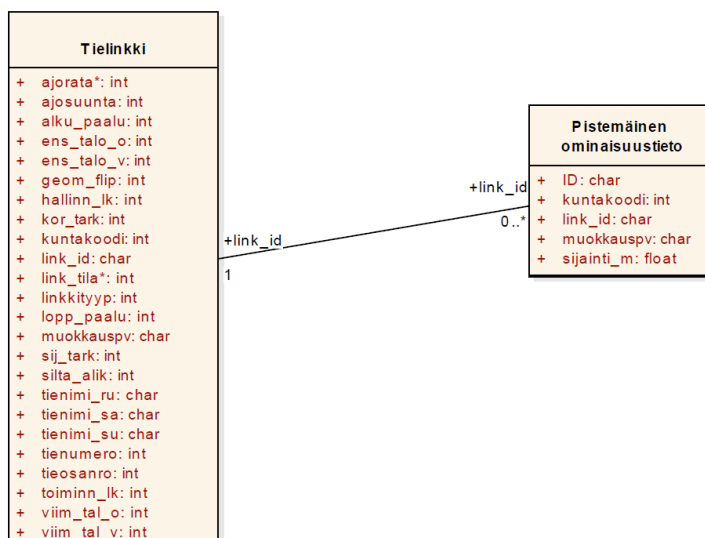 Tielinkki
+ ajorata*: int
+ ajosuunta: int
+ alku_paalu: int
+ ens_talo_o: int
+ ens_talo_v: int
+ geom_flip: int
+ hallinn_lk: int
+ kor_tark: int
+ kuntakoodi: int
+ link_id: char
+ link_tila*: int
+ linkkityyp: int
+ lopp_paalu: int
+ muokkauspv: char
+ sij_tark: int
+ silta_alik: int
+ tienimi_ru: char
+ tienimi_sa: char
+ tienimi_su: char
+ tienumero: int
+ tieosanro: int
+ toiminn_lk: int
+ viim_tal_o: int
+ viim_tal_v: int
+link_id
1
+link_id
0..*
Pistemäinen
ominaisuustieto
+ ID: char
+ kuntakoodi: int
+ link_id: char
+ muokkauspv: char
+ sijainti_m: float